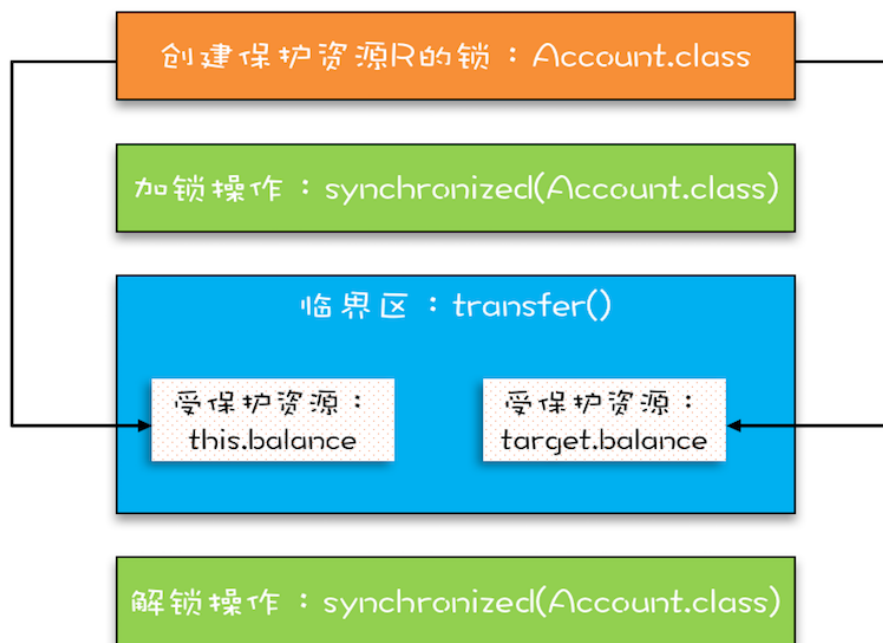 创建保护资源R的锁：Account.class
加锁操作：synchronized(Account.class)
临界区：transfer()
受保护资源：
this.balance
受保护资源：
target.balance
解锁操作：synchronized(Account.class)